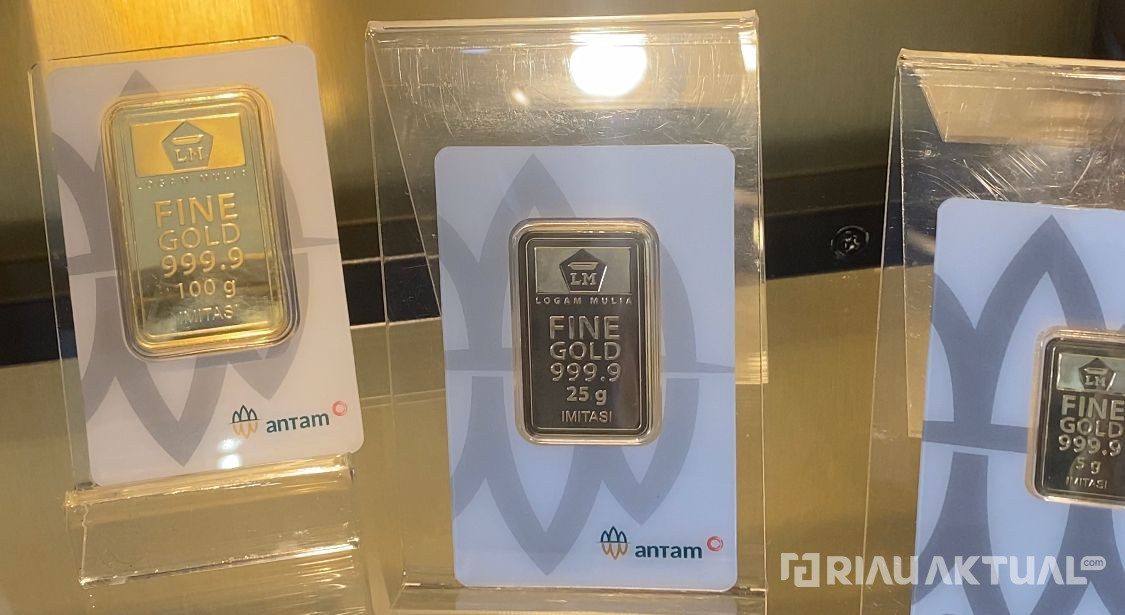 LM
LOGAM MULIA
FINE
GOLD
999.9
100 g
IMITASI
antam
LM
LOGAM MULIA
FINE
GOLD
999.9
25 g
IMITASI
antam
LM
FINE
GOLD
999.9
5 g
IMITASI
RIAUAKTUAL.com